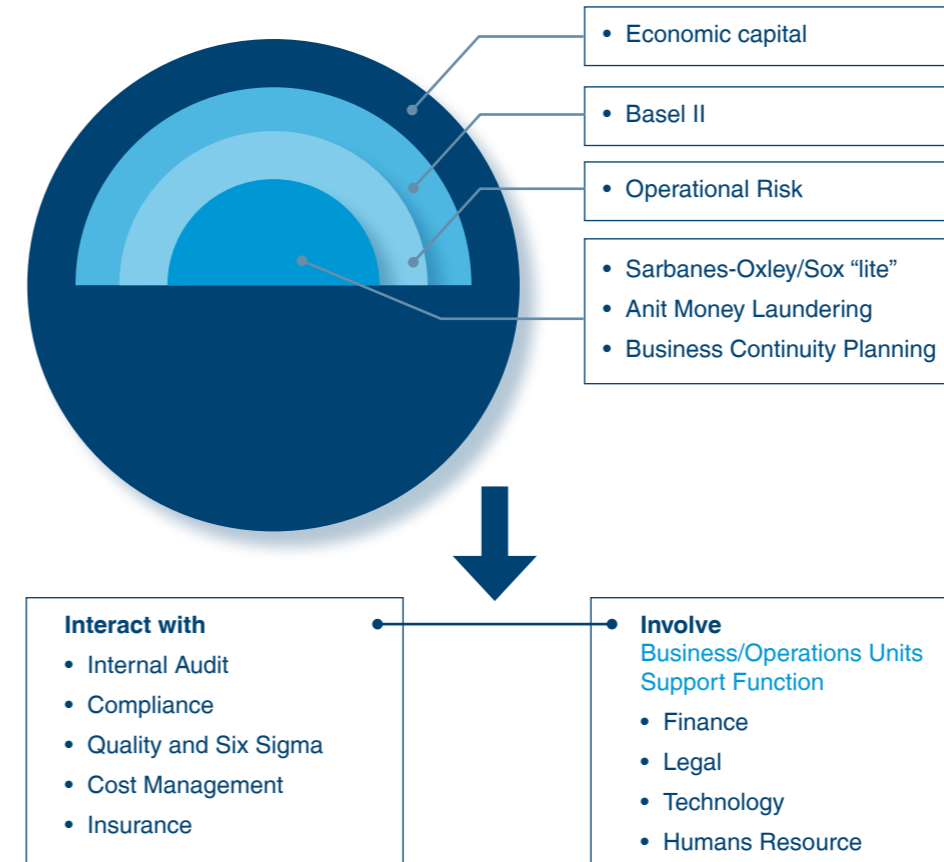 • Economic capital
• Basel II
• Operational Risk
• Sarbanes-Oxley/Sox “lite”
• Anit Money Laundering
• Business Continuity Planning
Interact with
• Internal Audit
• Compliance
• Quality and Six Sigma
• Cost Management
• Insurance
Involve
Business/Operations Units
Support Function
• Finance
• Legal
• Technology
• Humans Resource